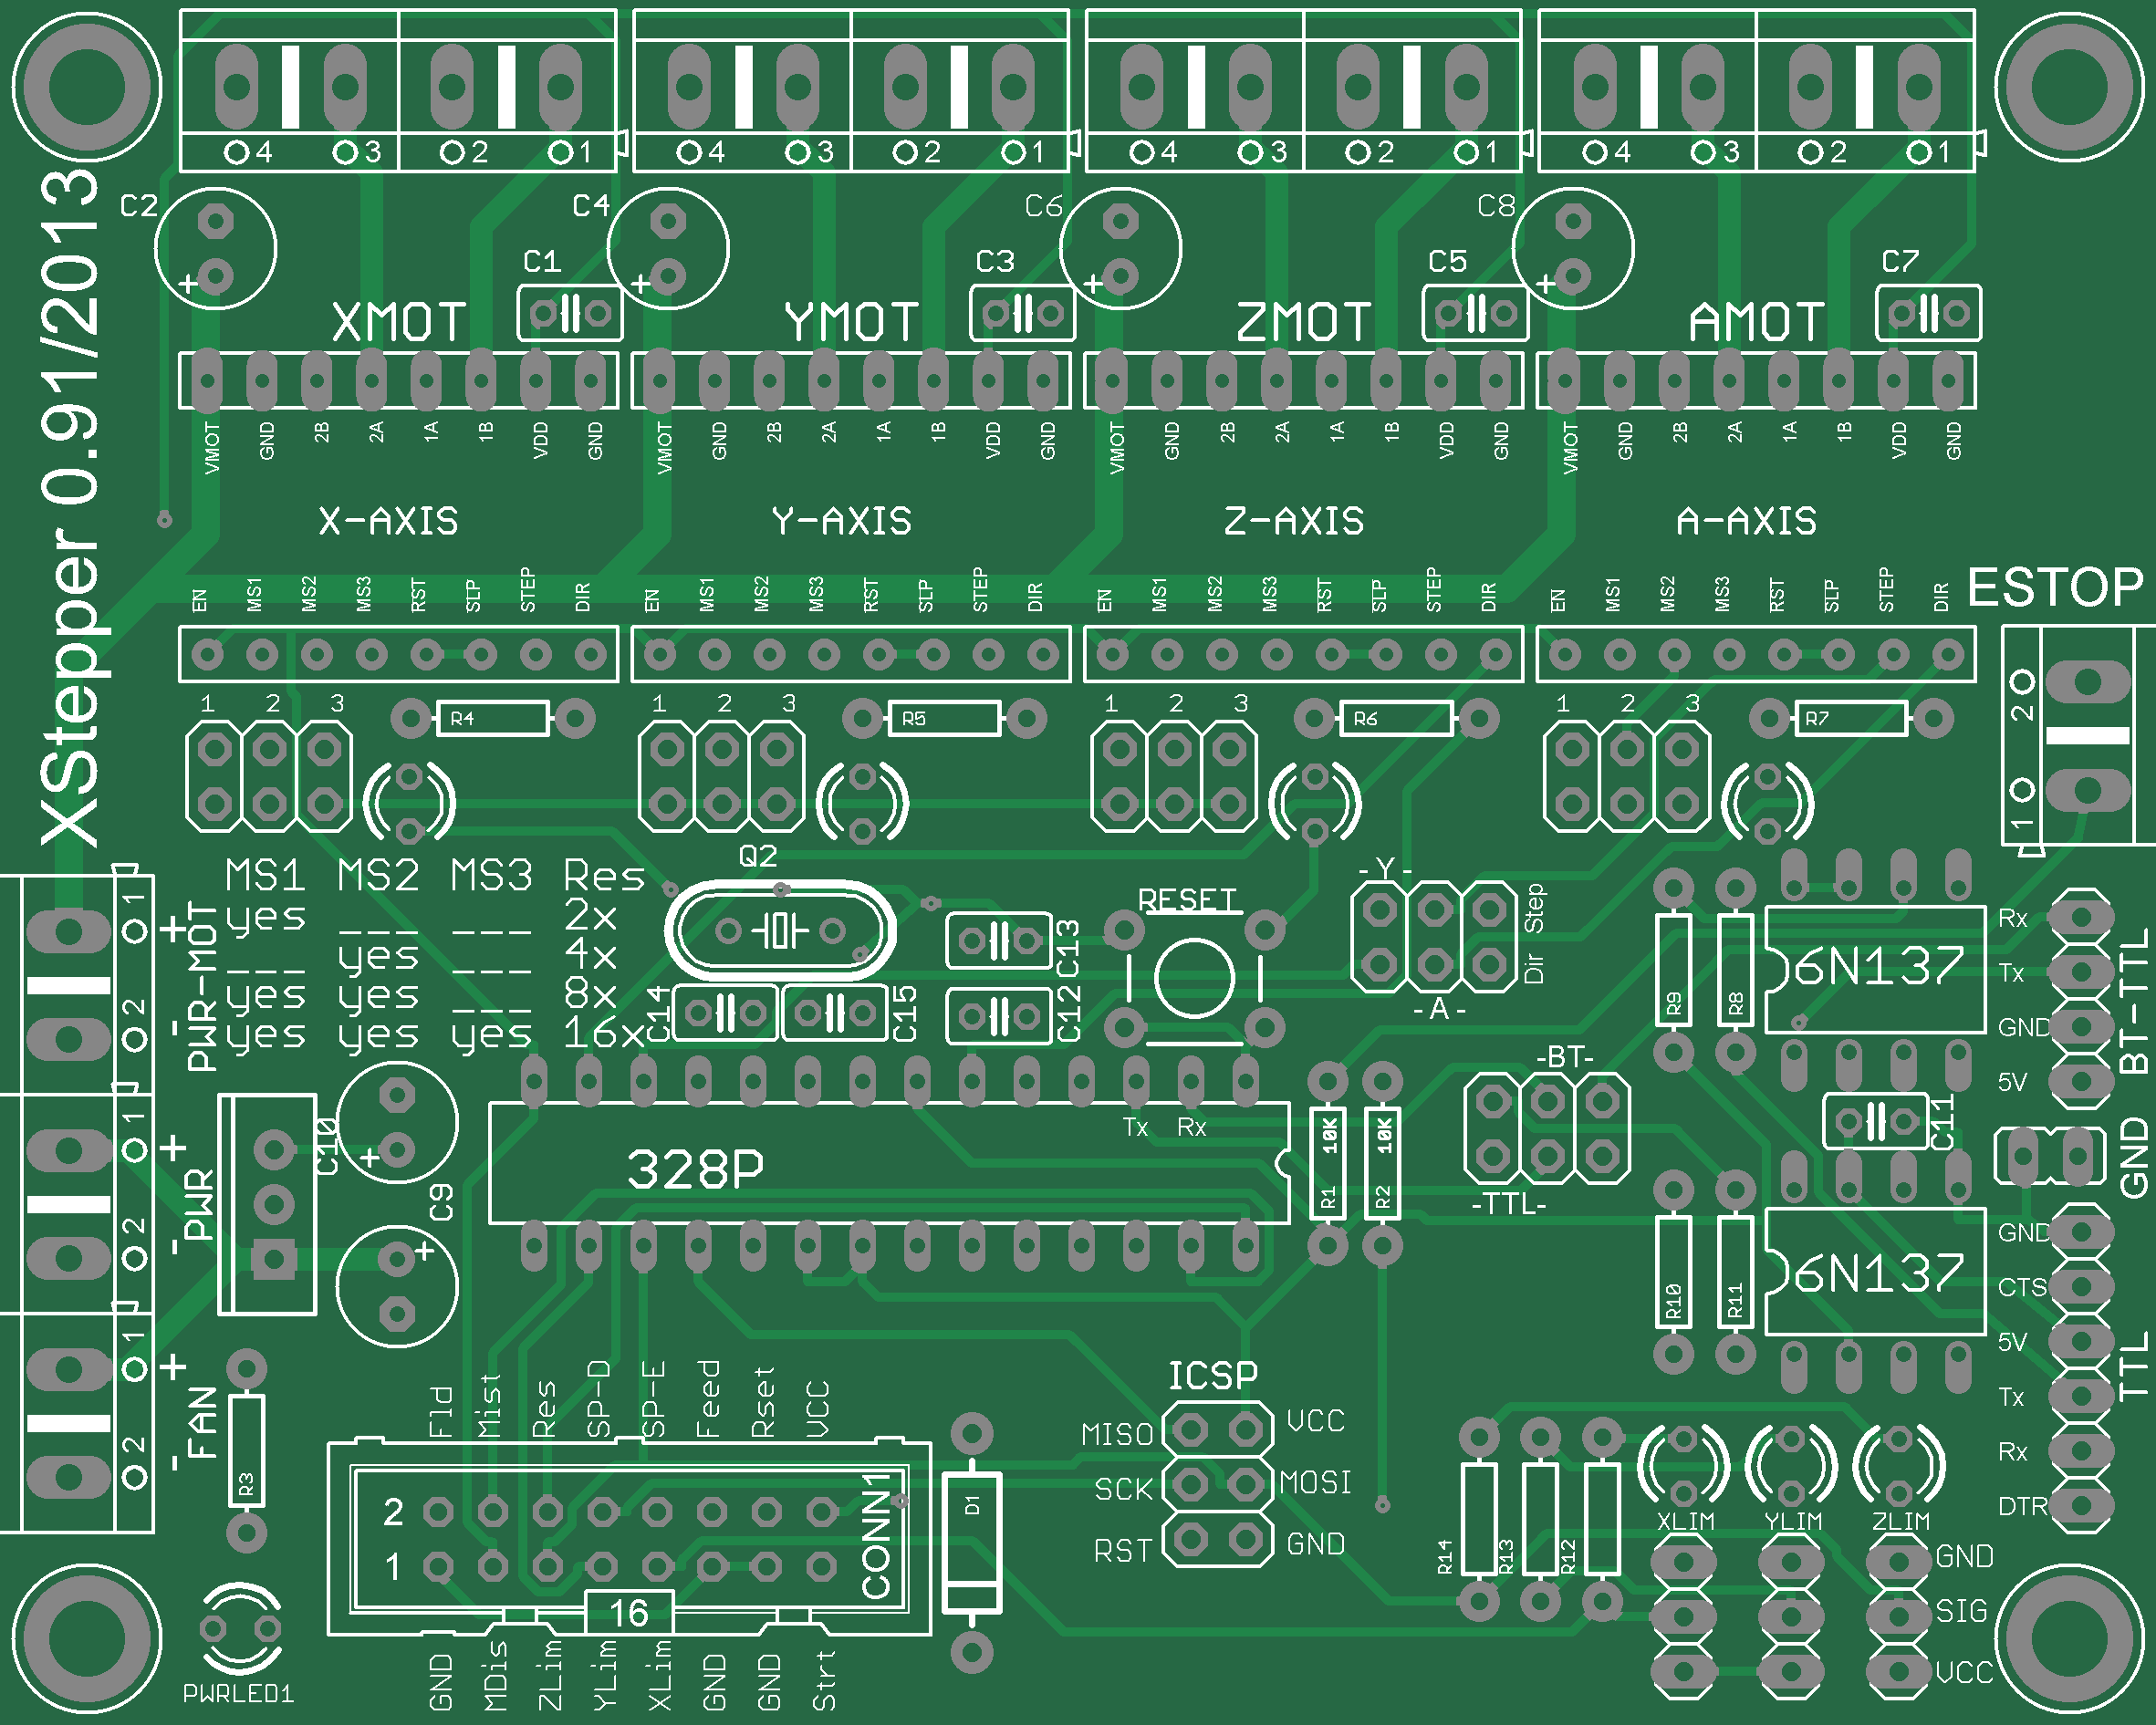 4 3 2 1 4 3 2 1 4 3 2 1 4 3 2 1
C2 C4 C6 C8
C1 C3 C5 C7
+ + + +
XMOT YMOT ZMOT AMOT
VMOT GND 2B 2A 1A 1B VDD GND VMOT GND 2B 2A 1A 1B VDD GND VMOT GND 2B 2A 1A 1B VDD GND VMOT GND 2B 2A 1A 1B VDD GND
X-AXIS Y-AXIS Z-AXIS A-AXIS
XStepper 0.91/2013
EN MS1 MS2 MS3 RST SLP STEP DIR EN MS1 MS2 MS3 RST SLP STEP DIR EN MS1 MS2 MS3 RST SLP STEP DIR EN MS1 MS2 MS3 RST SLP STEP DIR
ESTOP
2
1
1 2 3 1 2 3 1 2 3 1 2 3
R4 R5 R6 R7
MS1 MS2 MS3 Res
yes --- --- 2x
--- yes --- 4x
yes yes --- 8x
yes yes yes 16x
1 +
2 -
PWR-MOT
1 +
2 -
PWR
1 +
2 -
FAN
Q2
C14 C15
C13
C12
RESET
-Y-
Step
Dir
-A-
R9 R8
6N137
Rx
Tx
GND
5V
BT-TTL
C10
+
C9
+
328P
Tx Rx
10K R1
10K R2
-BT-
-TTL-
C11
GND
R10 R11
6N137
GND
CTS
5V
Tx
Rx
DTR
TTL
R3
PWRLED1
Fld Mist Res SP-D SP-E Feed Rset VCC
2
1
16
CONN1
GND MDis ZLim YLim XLim GND GND Strt
D1
ICSP
MISO VCC
SCK MOSI
RST GND
R14 R13 R12
XLIM YLIM ZLIM
GND
SIG
VCC